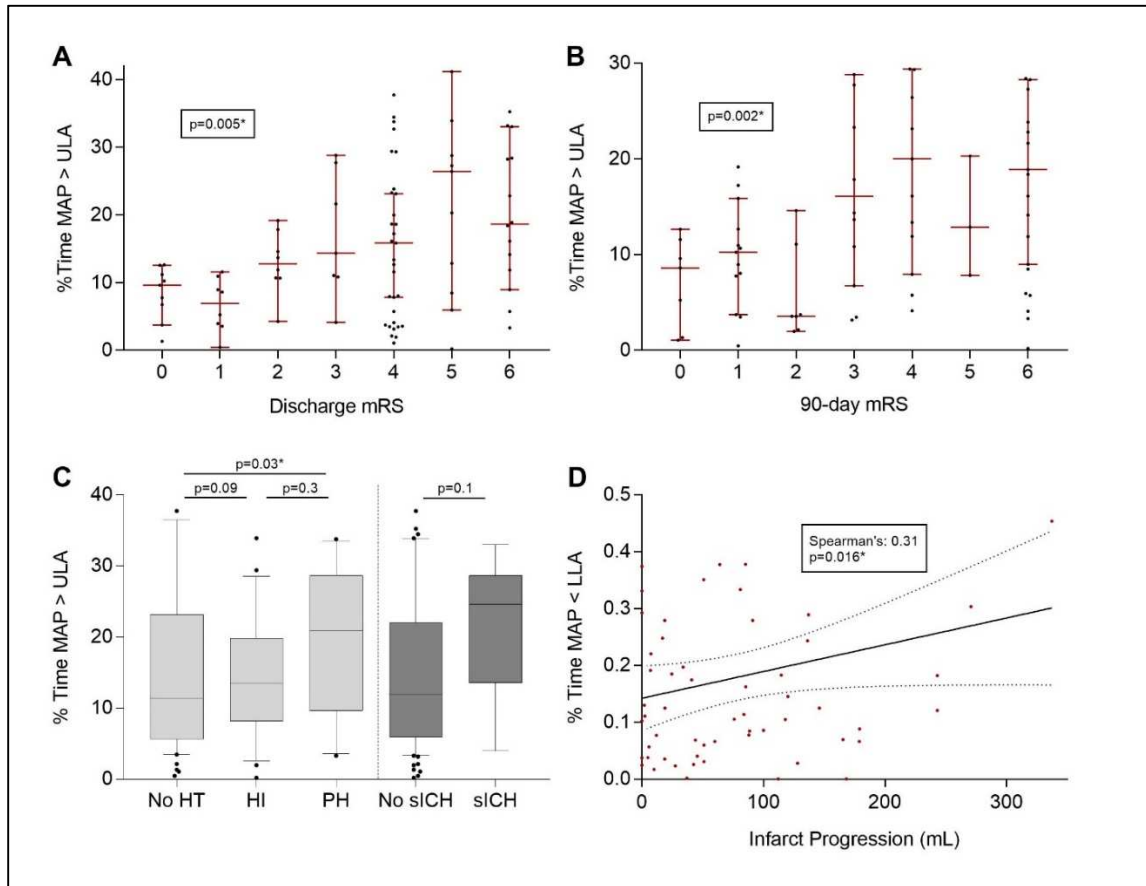 A
%Time MAP > ULA
40
30
20
10
0
p=0.005*
0 1 2 3 4 5 6
Discharge mRS
B
%Time MAP > ULA
30
20
10
0
p=0.002*
0 1 2 3 4 5 6
90-day mRS
C
% Time MAP > ULA
40
30
20
10
0
p=0.03*
p=0.09
p=0.3
p=0.1
No HT HI PH No sICH sICH
D
% Time MAP < LLA
0.5
0.4
0.3
0.2
0.1
0.0
Spearman's: 0.31
p=0.016*
0 100 200 300
Infarct Progression (mL)